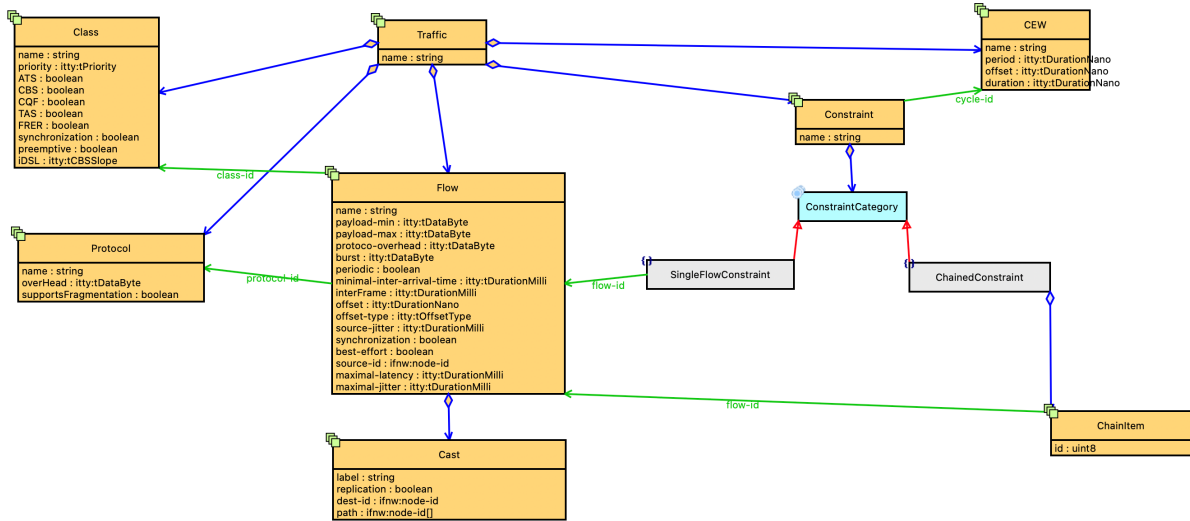 Class
name : string
priority : itty:tPriority
ATS : boolean
CBS : boolean
CQF : boolean
TAS : boolean
FRER : boolean
synchronization : boolean
preemptive : boolean
iDSL : itty:tCBSSlope
Traffic
name : string
CEW
name : string
period : itty:tDurationNano
offset : itty:tDurationNano
duration : itty:tDurationNano
cycle-id
Constraint
name : string
class-id
Flow
name : string
payload-min : itty:tDataByte
payload-max : itty:tDataByte
protoco-overhead : itty:tDataByte
burst : itty:tDataByte
periodic : boolean
minimal-inter-arrival-time : itty:tDurationMilli
interFrame : itty:tDurationMilli
offset : itty:tDurationNano
offset-type : itty:tOffsetType
source-jitter : itty:tDurationMilli
synchronization : boolean
best-effort : boolean
source-id : ifnw:node-id
maximal-latency : itty:tDurationMilli
maximal-jitter : itty:tDurationMilli
ConstraintCategory
Protocol
name : string
overHead : itty:tDataByte
supportsFragmentation : boolean
protocol-id
flow-id
{ }
SingleFlowConstraint
{ }
ChainedConstraint
flow-id
ChainItem
id : uint8
Cast
label : string
replication : boolean
dest-id : ifnw:node-id
path : ifnw:node-id[]